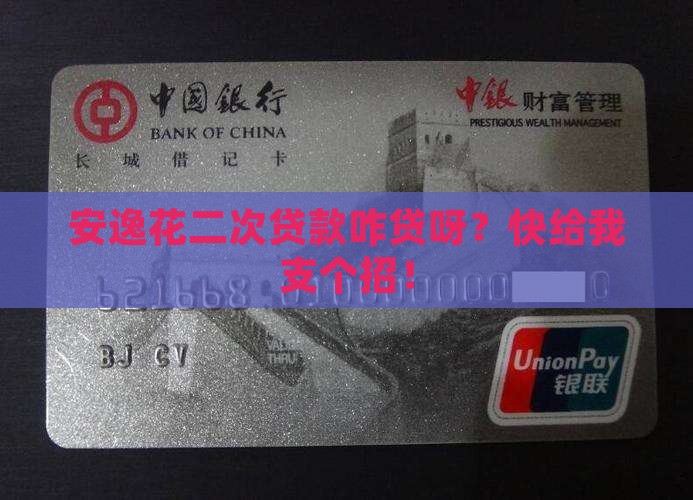 中国银行
BANK OF CHINA
长城借记卡
中银 财富管理
PRESTIGIOUS WEALTH MANAGEMENT
安逸花二次贷款咋贷呀？快给我
支个招！
BJ CV
VALID
THRU
UnionPay
银联